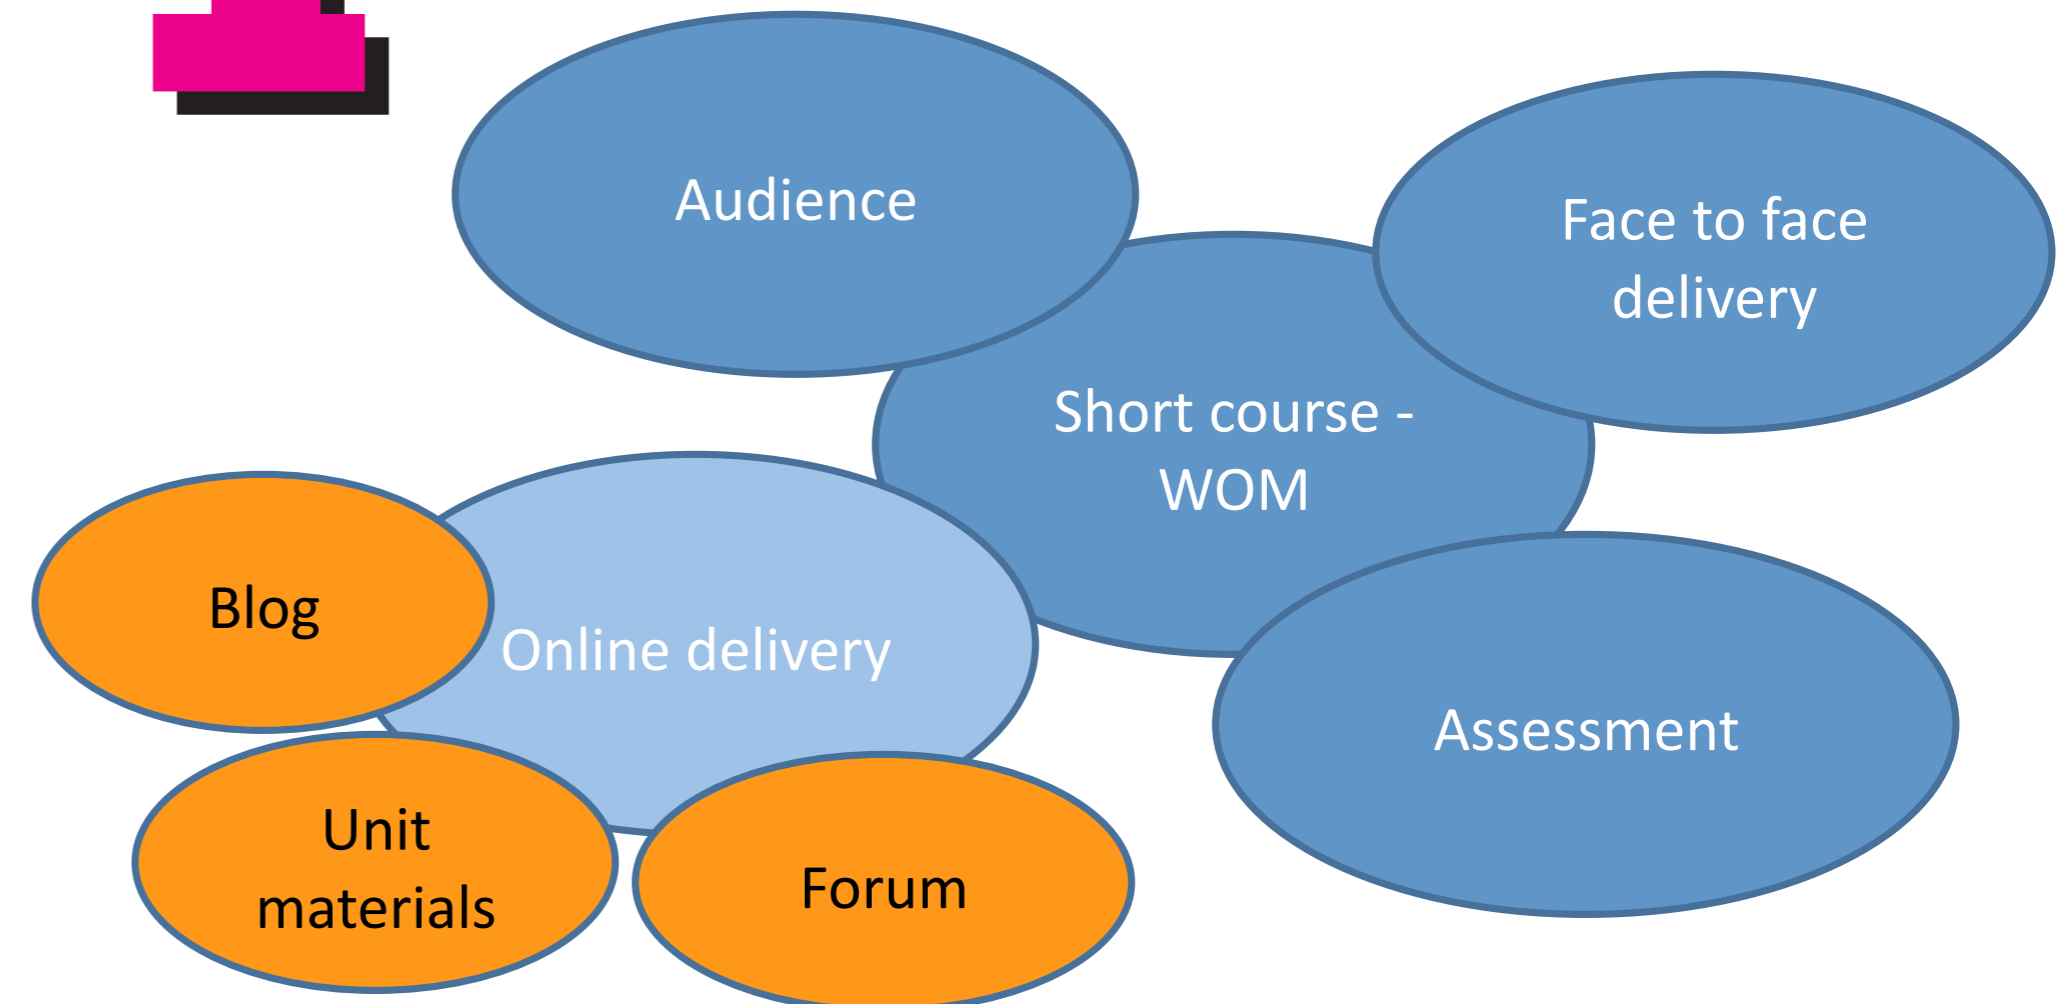 Audience
Face to face
delivery
Short course -
WOM
Blog
Online delivery
Assessment
Unit
materials
Forum